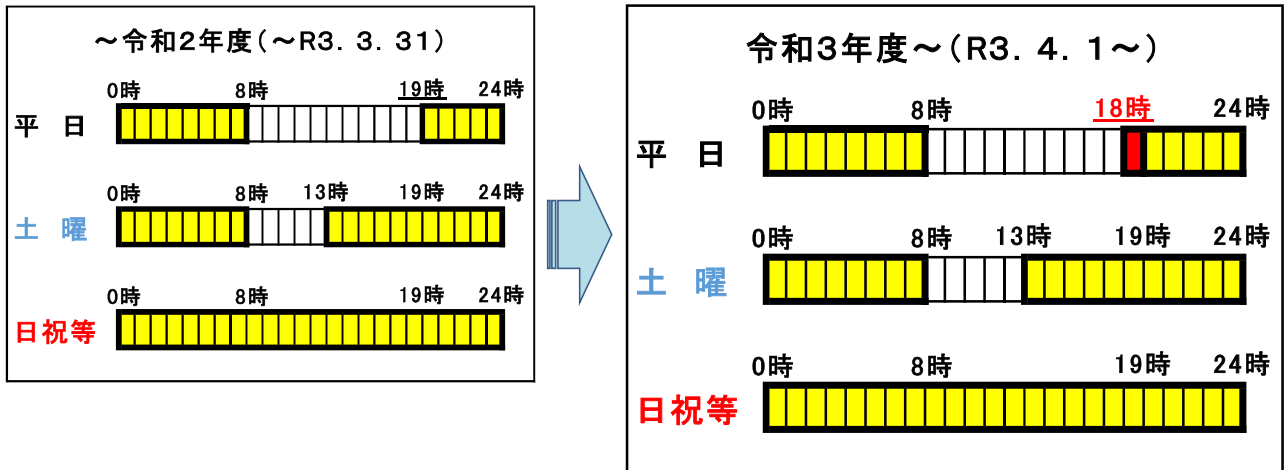 ～令和２年度（～R3．3．31）
0時 8時 19時 24時
平 日
0時 8時 13時 19時 24時
土 曜
0時 8時 19時 24時
日祝等
令和３年度～（R3．4．1～）
0時 8時 18時 24時
平 日
0時 8時 13時 19時 24時
土 曜
0時 8時 19時 24時
日祝等